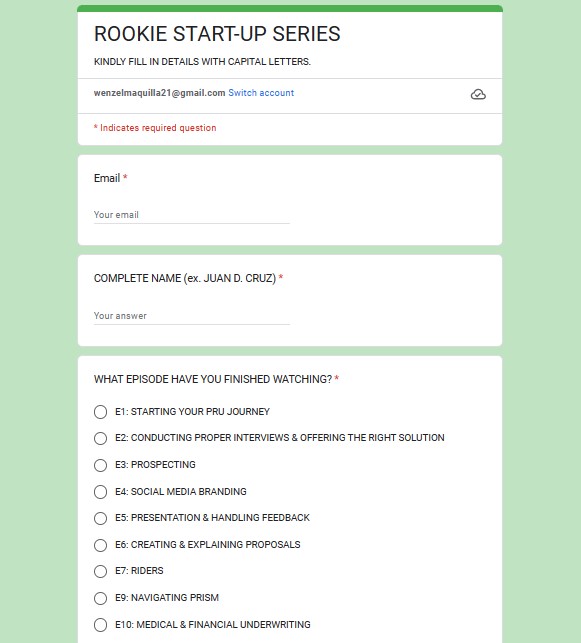 ROOKIE START-UP SERIES
KINDLY FILL IN DETAILS WITH CAPITAL LETTERS.
wenzelmaquilla21@gmail.com Switch account
* Indicates required question
Email *
Your email
COMPLETE NAME (ex. JUAN D. CRUZ) *
Your answer
WHAT EPISODE HAVE YOU FINISHED WATCHING? *
E1: STARTING YOUR PRU JOURNEY
E2: CONDUCTING PROPER INTERVIEWS & OFFERING THE RIGHT SOLUTION
E3: PROSPECTING
E4: SOCIAL MEDIA BRANDING
E5: PRESENTATION & HANDLING FEEDBACK
E6: CREATING & EXPLAINING PROPOSALS
E7: RIDERS
E9: NAVIGATING PRISM
E10: MEDICAL & FINANCIAL UNDERWRITING